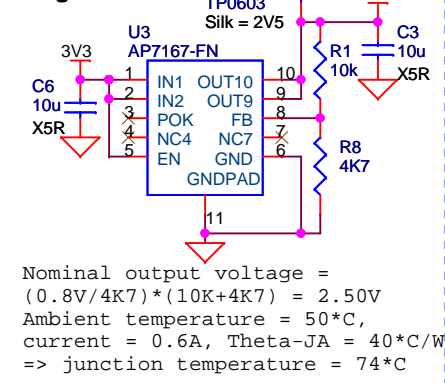 TP0603
Silk = 2V5
U3
AP7167-FN
3V3
C6
10u
X5R
R1
10k
C3
10u
X5R
1 IN1 OUT10 10
2 IN2 OUT9 9
3 POK FB 8
4 NC4 NC7 7
5 EN GND 6
GNDPAD
11
R8
4K7
Nominal output voltage =
(0.8V/4K7)*(10K+4K7) = 2.50V
Ambient temperature = 50*C,
current = 0.6A, Theta-JA = 40*C/W
=> junction temperature = 74*C